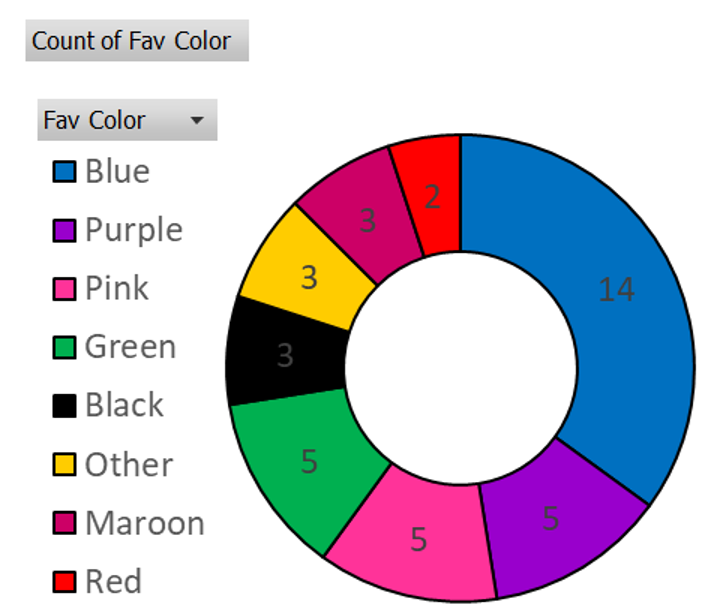 Count of Fav Color
Fav Color
Blue
Purple
Pink
Green
Black
Other
Maroon
Red
14
5
5
5
3
3
3
2